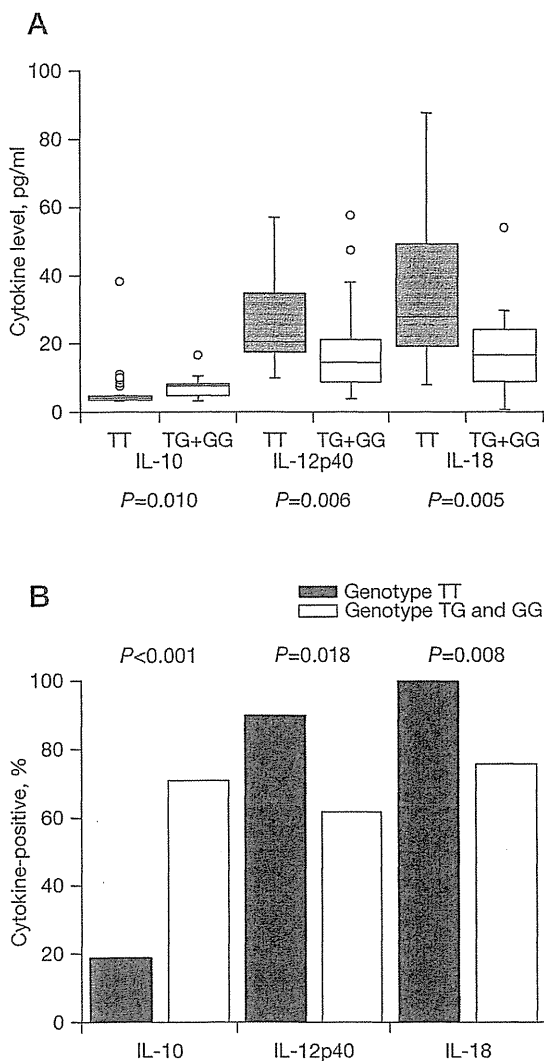 A
100
80
60
40
20
0
Cytokine level, pg/ml
TT TG+GG TT TG+GG TT TG+GG
IL-10 IL-12p40 IL-18
P=0.010 P=0.006 P=0.005
B
Genotype TT
Genotype TG and GG
P<0.001 P=0.018 P=0.008
100
80
60
40
20
0
Cytokine-positive, %
IL-10 IL-12p40 IL-18